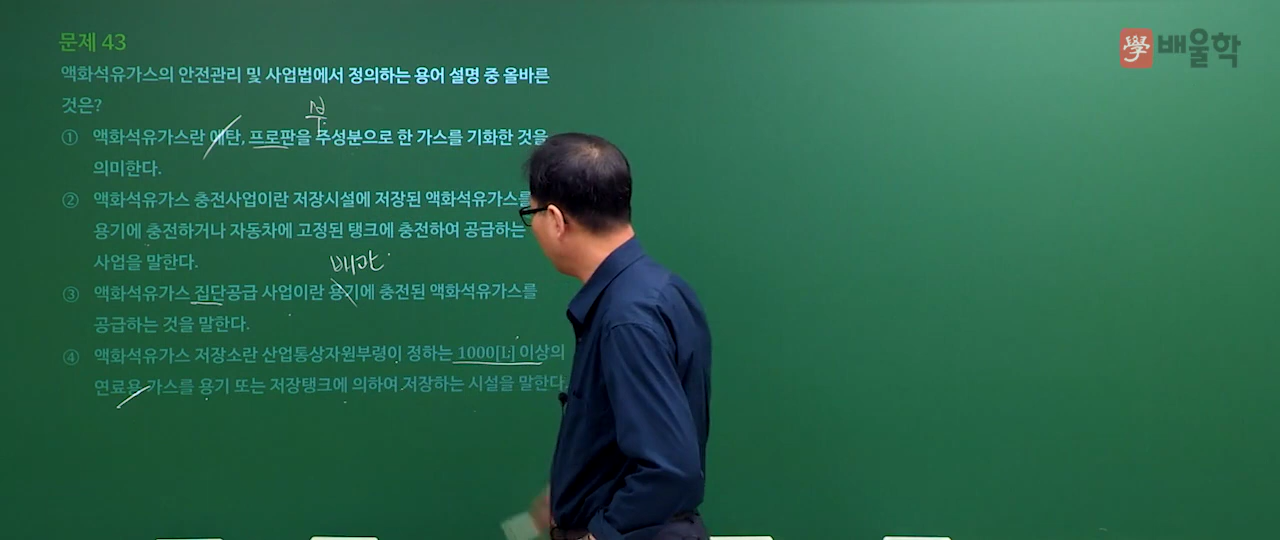 문제 43
學 배울학
액화석유가스의 안전관리 및 사업법에서 정의하는 용어 설명 중 올바른
것은?
부
① 액화석유가스란 에탄, 프로판을 주성분으로 한 가스를 기화한 것을
의미한다.
② 액화석유가스 충전사업이란 저장시설에 저장된 액화석유가스를
용기에 충전하거나 자동차에 고정된 탱크에 충전하여 공급하는
사업을 말한다.
배관
③ 액화석유가스 집단공급 사업이란 용기에 충전된 액화석유가스를
공급하는 것을 말한다.
④ 액화석유가스 저장소란 산업통상자원부령이 정하는 1000[L] 이상의
연료용 가스를 용기 또는 저장탱크에 의하여 저장하는 시설을 말한다.